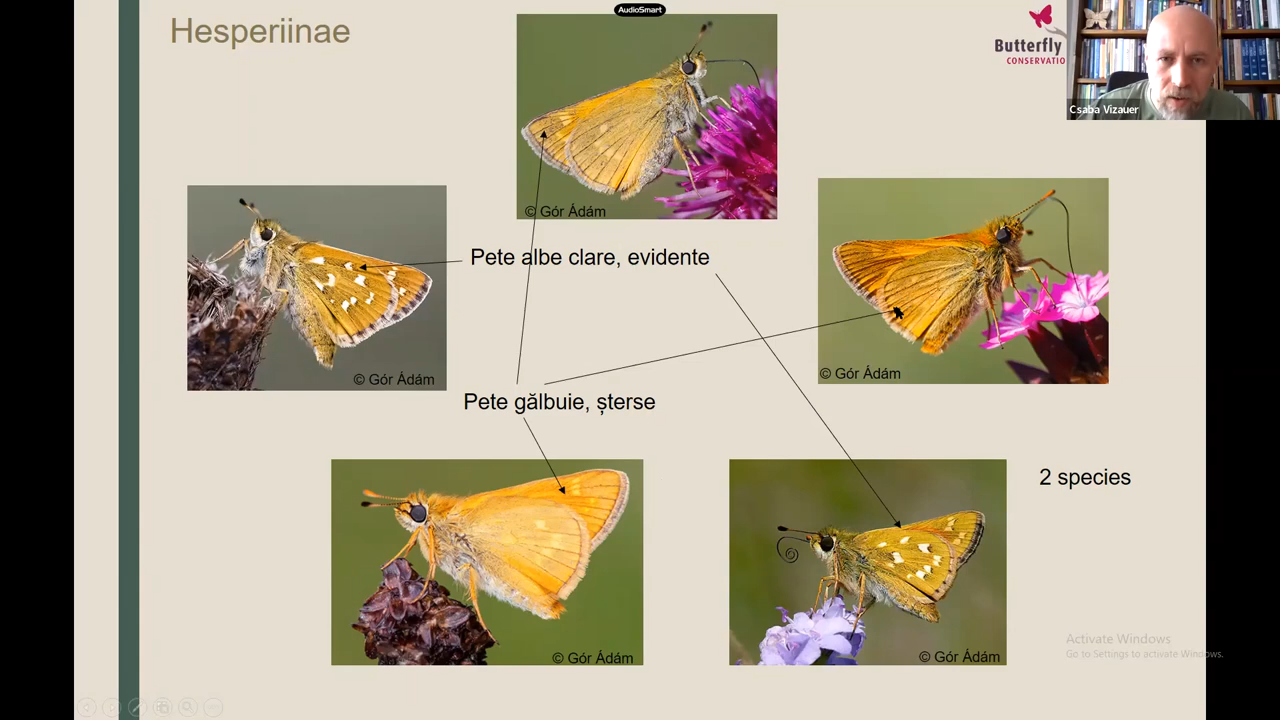 AudioSmart
Hesperiinae
Butterfly
CONSERVATIO
Csaba Vizauer
© Gór Ádám
Pete albe clare, evidente
© Gór Ádám
© Gór Ádám
Pete gălbuie, șterse
2 species
© Gór Ádám
© Gór Ádám
Activate Windows
Go to Settings to activate Windows.